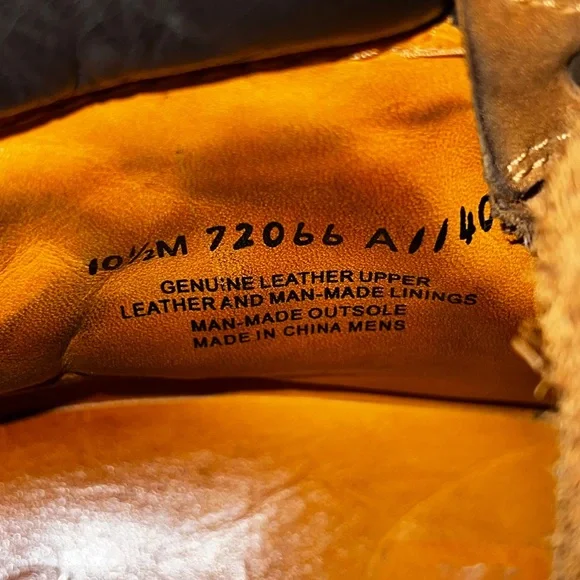 10½M 72066 A//40
GENUINE LEATHER UPPER
LEATHER AND MAN-MADE LININGS
MAN-MADE OUTSOLE
MADE IN CHINA MENS